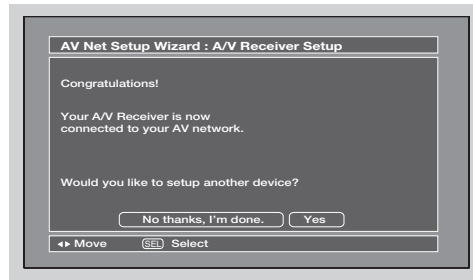 AV Net Setup Wizard : A/V Receiver Setup
Congratulations!
Your A/V Receiver is now
connected to your AV network.
Would you like to setup another device?
No thanks, I'm done. Yes
◂▸ Move SEL Select